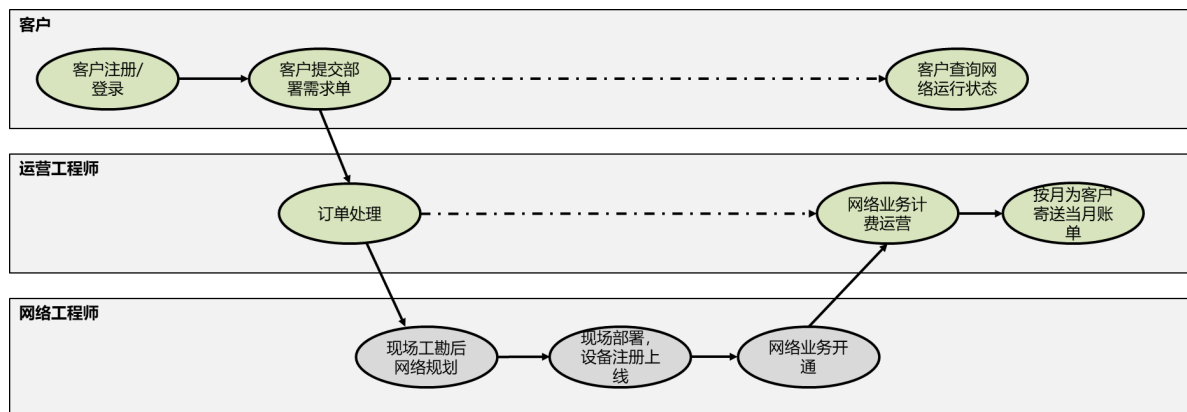 客户
客户注册/
登录
客户提交部
署需求单
客户查询网
络运行状态
运营工程师
订单处理
网络业务计
费运营
按月为客户
寄送当月账
单
网络工程师
现场工勘后
网络规划
现场部署，
设备注册上
线
网络业务开
通